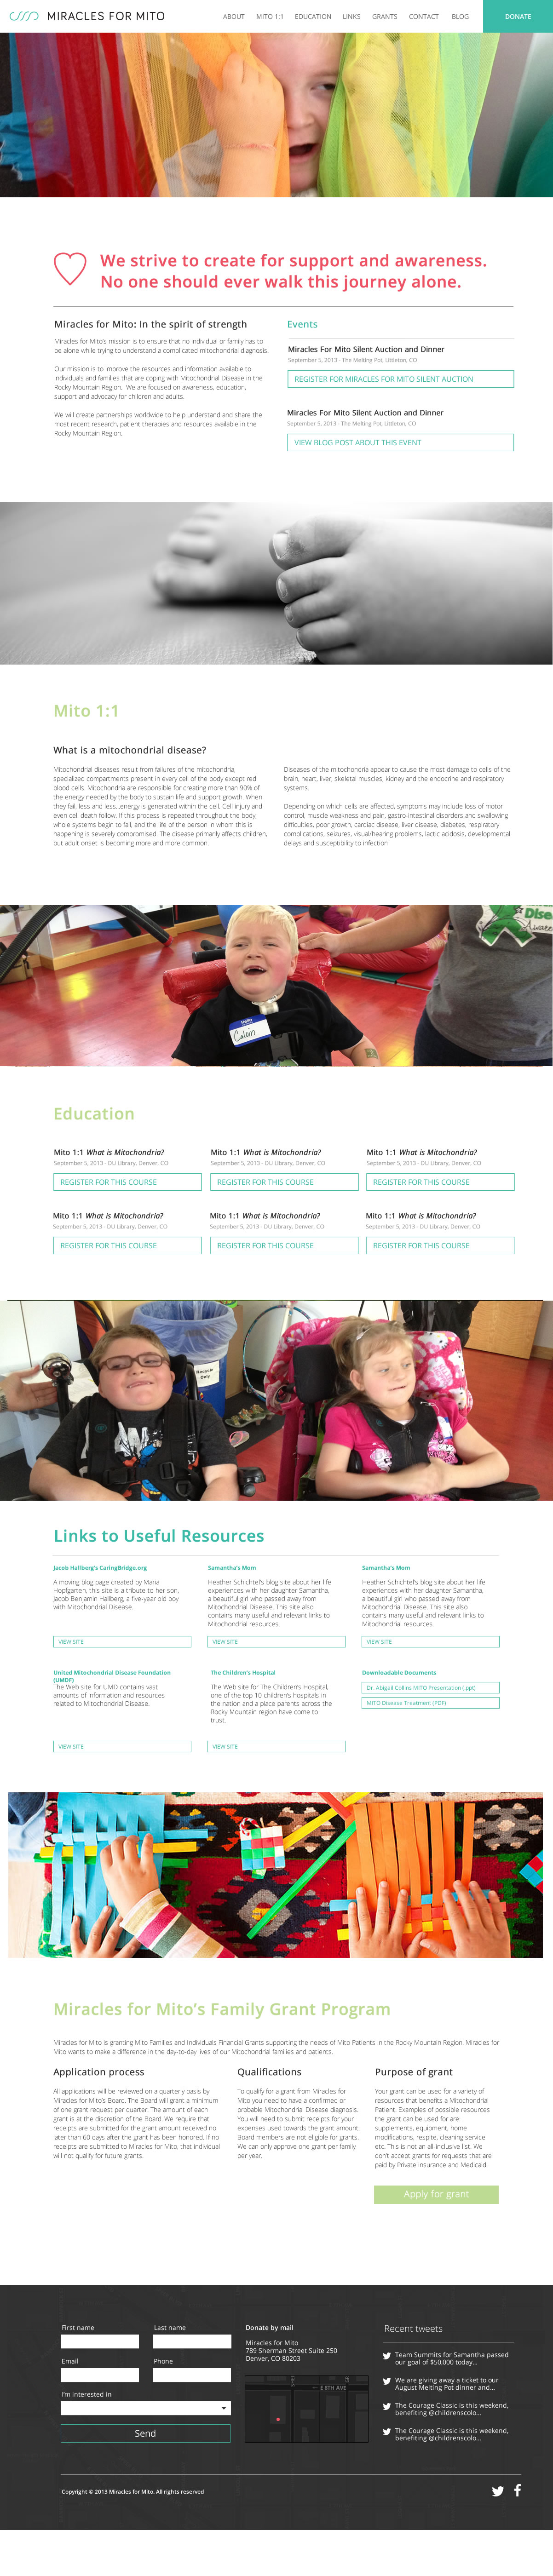 MIRACLES FOR MITO
ABOUT MITO 1:1 EDUCATION LINKS GRANTS CONTACT BLOG DONATE
We strive to create for support and awareness.
No one should ever walk this journey alone.
Miracles for Mito: In the spirit of strength
Miracles for Mito's mission is to ensure that no individual or family has to
be alone while trying to understand a complicated mitochondrial diagnosis.
Our mission is to improve the resources and information available to
individuals and families that are coping with Mitochondrial Disease in the
Rocky Mountain Region. We are focused on awareness, education,
support and advocacy for children and adults.
We will create partnerships worldwide to help understand and share the
most recent research, patient therapies and resources available in the
Rocky Mountain Region.
Events
Miracles For Mito Silent Auction and Dinner
September 5, 2013 - The Melting Pot, Littleton, CO
REGISTER FOR MIRACLES FOR MITO SILENT AUCTION
Miracles For Mito Silent Auction and Dinner
September 5, 2013 - The Melting Pot, Littleton, CO
VIEW BLOG POST ABOUT THIS EVENT
Mito 1:1
What is a mitochondrial disease?
Mitochondrial diseases result from failures of the mitochondria,
specialized compartments present in every cell of the body except red
blood cells. Mitochondria are responsible for creating more than 90% of
the energy needed by the body to sustain life and support growth. When
they fail, less and less...energy is generated within the cell. Cell injury and
even cell death follow. If this process is repeated throughout the body,
whole systems begin to fail, and the life of the person in whom this is
happening is severely compromised. The disease primarily affects children,
but adult onset is becoming more and more common.
Diseases of the mitochondria appear to cause the most damage to cells of the
brain, heart, liver, skeletal muscles, kidney and the endocrine and respiratory
systems.
Depending on which cells are affected, symptoms may include loss of motor
control, muscle weakness and pain, gastro-intestinal disorders and swallowing
difficulties, poor growth, cardiac disease, liver disease, diabetes, respiratory
complications, seizures, visual/hearing problems, lactic acidosis, developmental
delays and susceptibility to infection
Calvin
Education
Mito 1:1 What is Mitochondria?
September 5, 2013 - DU Library, Denver, CO
REGISTER FOR THIS COURSE
Mito 1:1 What is Mitochondria?
September 5, 2013 - DU Library, Denver, CO
REGISTER FOR THIS COURSE
Mito 1:1 What is Mitochondria?
September 5, 2013 - DU Library, Denver, CO
REGISTER FOR THIS COURSE
Mito 1:1 What is Mitochondria?
September 5, 2013 - DU Library, Denver, CO
REGISTER FOR THIS COURSE
Mito 1:1 What is Mitochondria?
September 5, 2013 - DU Library, Denver, CO
REGISTER FOR THIS COURSE
Mito 1:1 What is Mitochondria?
September 5, 2013 - DU Library, Denver, CO
REGISTER FOR THIS COURSE
Recycle
Only
Links to Useful Resources
Jacob Hallberg's CaringBridge.org
A moving blog page created by Maria
Hopfgarten, this site is a tribute to her son,
Jacob Benjamin Hallberg, a five-year old boy
with Mitochondrial Disease.
VIEW SITE
Samantha's Mom
Heather Schichtel's blog site about her life
experiences with her daughter Samantha,
a beautiful girl who passed away from
Mitochondrial Disease. This site also
contains many useful and relevant links to
Mitochondrial resources.
VIEW SITE
Samantha's Mom
Heather Schichtel's blog site about her life
experiences with her daughter Samantha,
a beautiful girl who passed away from
Mitochondrial Disease. This site also
contains many useful and relevant links to
Mitochondrial resources.
VIEW SITE
United Mitochondrial Disease Foundation
(UMDF)
The Web site for UMD contains vast
amounts of information and resources
related to Mitochondrial Disease.
VIEW SITE
The Children's Hospital
The Web site for The Children's Hospital,
one of the top 10 children's hospitals in
the nation and a place parents across the
Rocky Mountain region have come to
trust.
VIEW SITE
Downloadable Documents
Dr. Abigail Collins MITO Presentation (.ppt)
MITO Disease Treatment (PDF)
Miracles for Mito's Family Grant Program
Miracles for Mito is granting Mito Families and Individuals Financial Grants supporting the needs of Mito Patients in the Rocky Mountain Region. Miracles for
Mito wants to make a difference in the day-to-day lives of our Mitochondrial families and patients.
Application process
All applications will be reviewed on a quarterly basis by
Miracles for Mito's Board. The Board will grant a minimum
of one grant request per quarter. The amount of each
grant is at the discretion of the Board. We require that
receipts are submitted for the grant amount received no
later than 60 days after the grant has been honored. If no
receipts are submitted to Miracles for Mito, that individual
will not qualify for future grants.
Qualifications
To qualify for a grant from Miracles for
Mito you need to have a confirmed or
probable Mitochondrial Disease diagnosis.
You will need to submit receipts for your
expenses used towards the grant amount.
Board members are not eligible for grants.
We can only approve one grant per family
per year.
Purpose of grant
Your grant can be used for a variety of
resources that benefits a Mitochondrial
Patient. Examples of possible resources
the grant can be used for are:
supplements, equipment, home
modifications, respite, cleaning service
etc. This is not an all-inclusive list. We
don't accept grants for requests that are
paid by Private insurance and Medicaid.
Apply for grant
First name
Last name
Email
Phone
I'm interested in
Send
Donate by mail
Miracles for Mito
789 Sherman Street Suite 250
Denver, CO 80203
E 8TH AVE
Recent tweets
Team Summits for Samantha passed
our goal of $50,000 today...
We are giving away a ticket to our
August Melting Pot dinner and...
The Courage Classic is this weekend,
benefiting @childrenscolo...
The Courage Classic is this weekend,
benefiting @childrenscolo...
Copyright © 2013 Miracles for Mito. All rights reserved